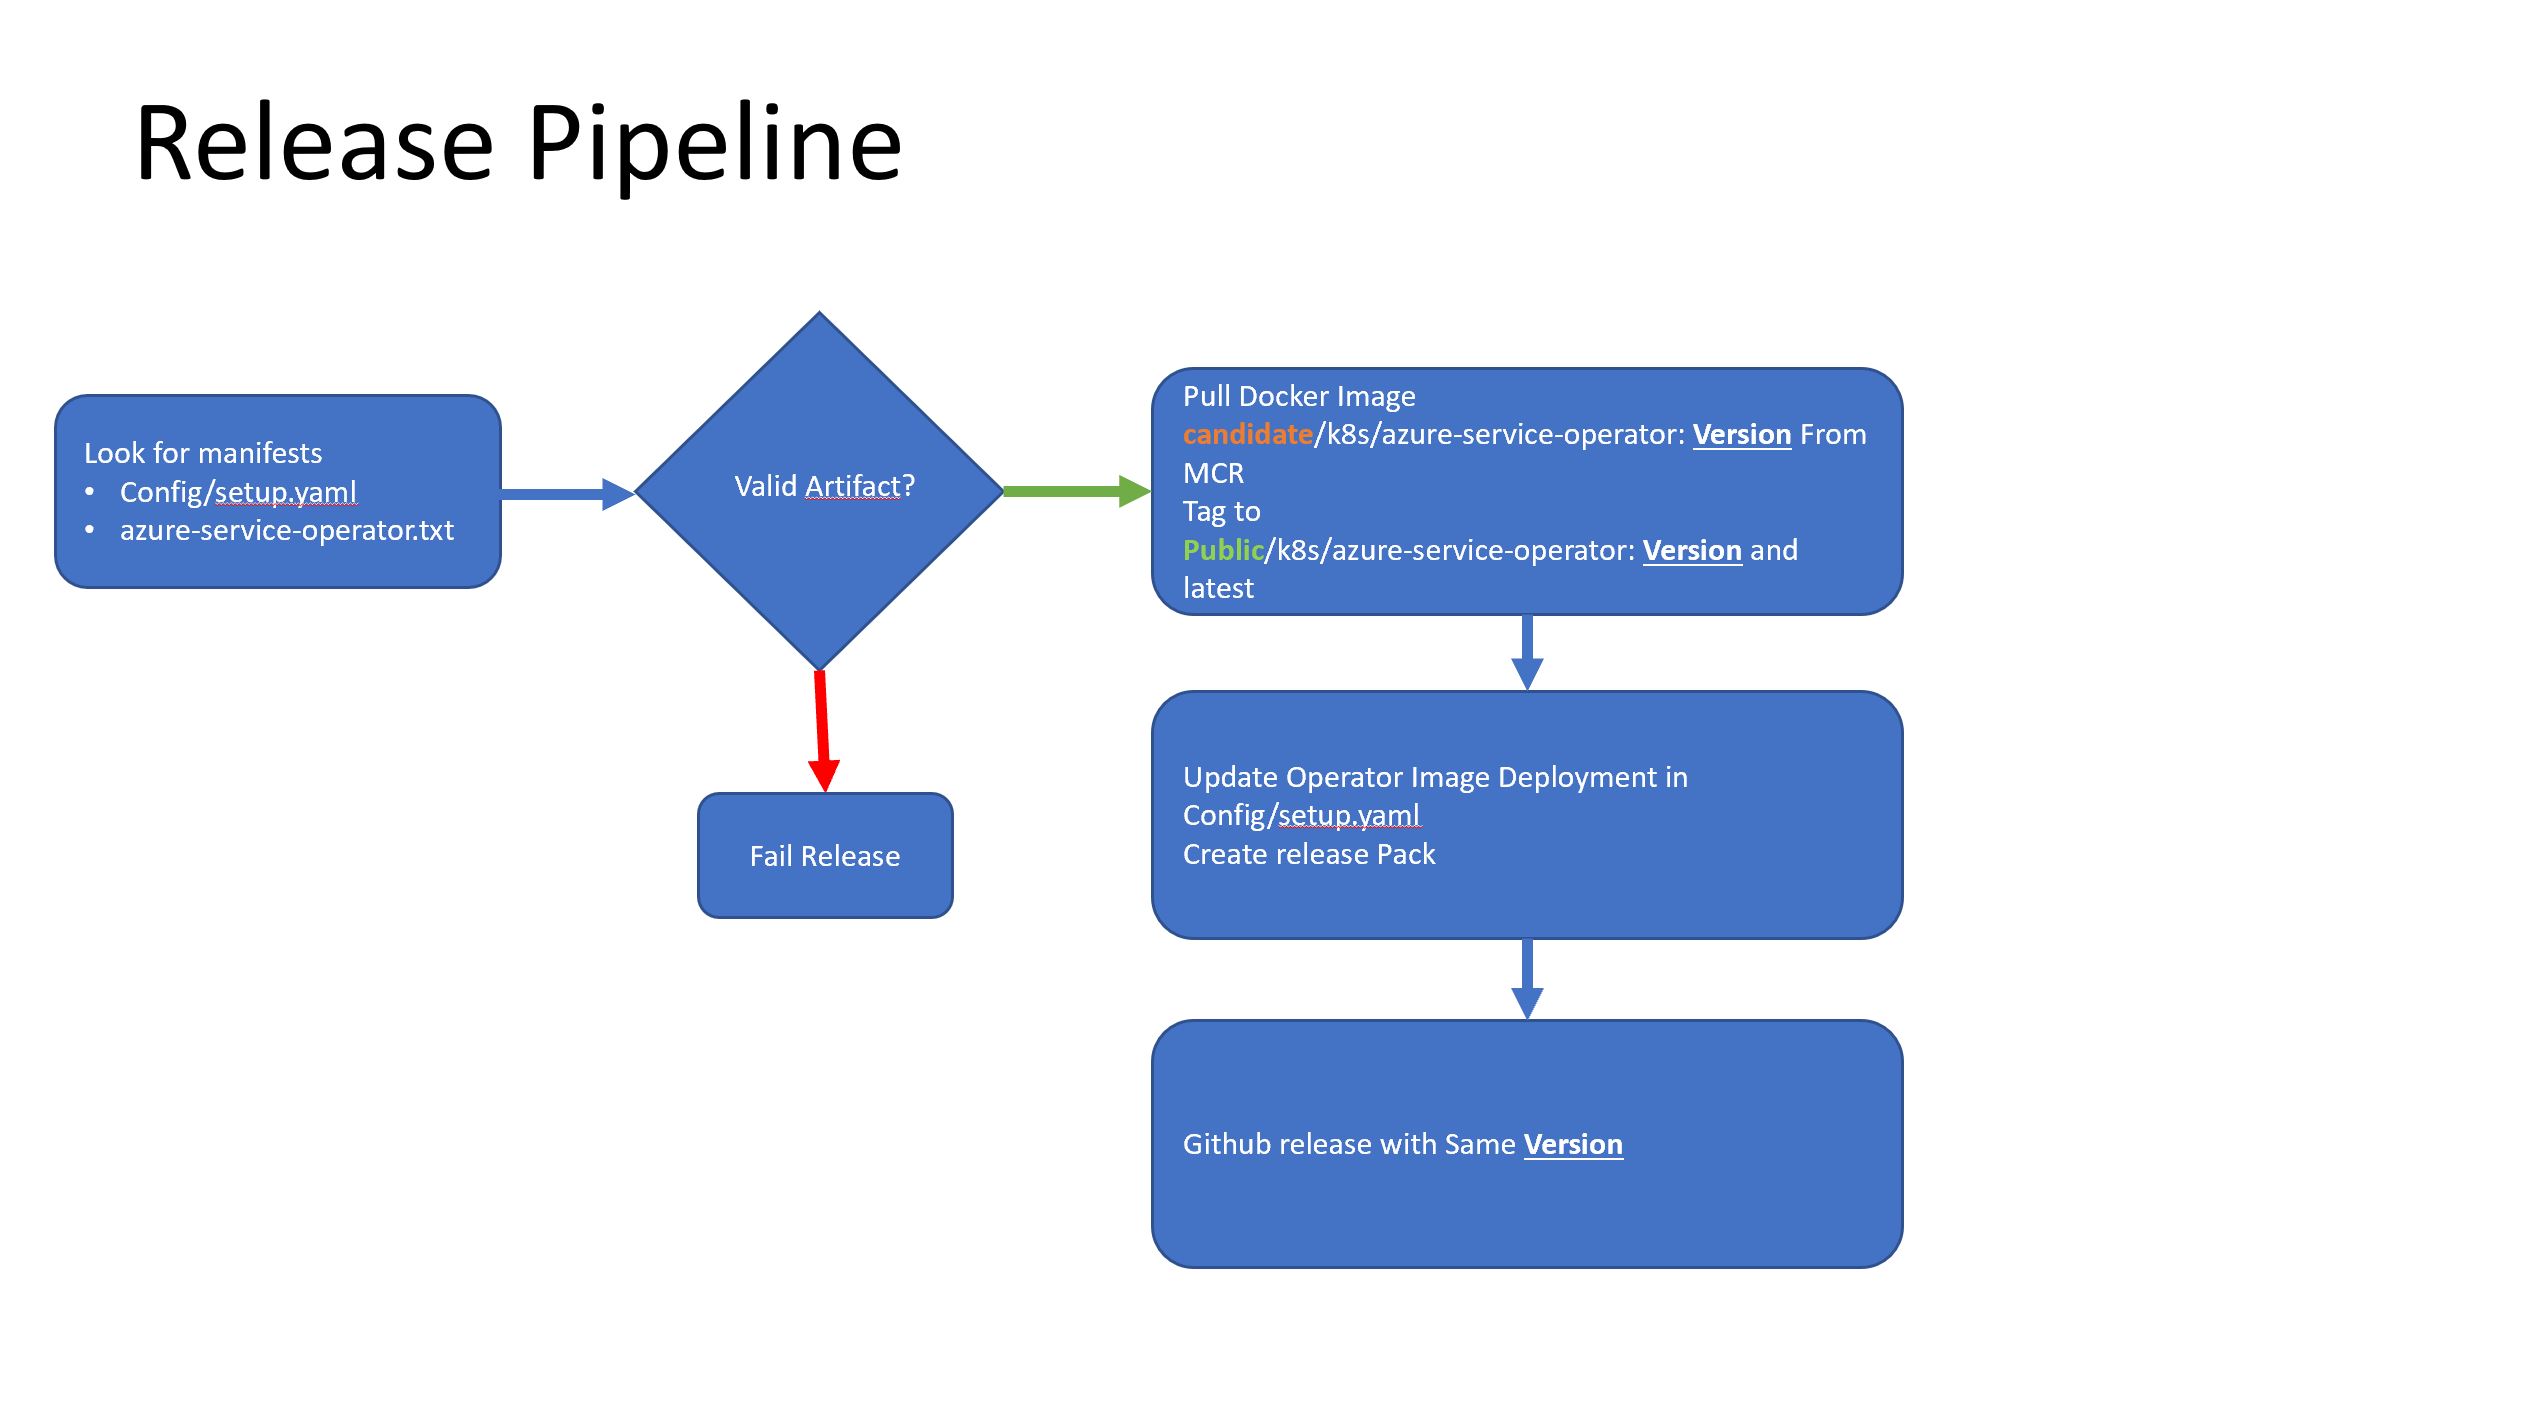 Release Pipeline
Look for manifests
• Config/setup.yaml
• azure-service-operator.txt
Valid Artifact?
Fail Release
Pull Docker Image
candidate/k8s/azure-service-operator: Version From
MCR
Tag to
Public/k8s/azure-service-operator: Version and
latest
Update Operator Image Deployment in
Config/setup.yaml
Create release Pack
Github release with Same Version